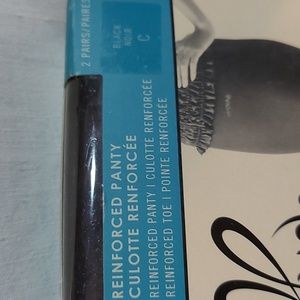 2 PAIRS/PAIRES
BLACK
NOIR
C
REINFORCED PANTY
CULOTTE RENFORCÉE
REINFORCED PANTY | CULOTTE RENFORCÉE
REINFORCED TOE | POINTE RENFORCÉE